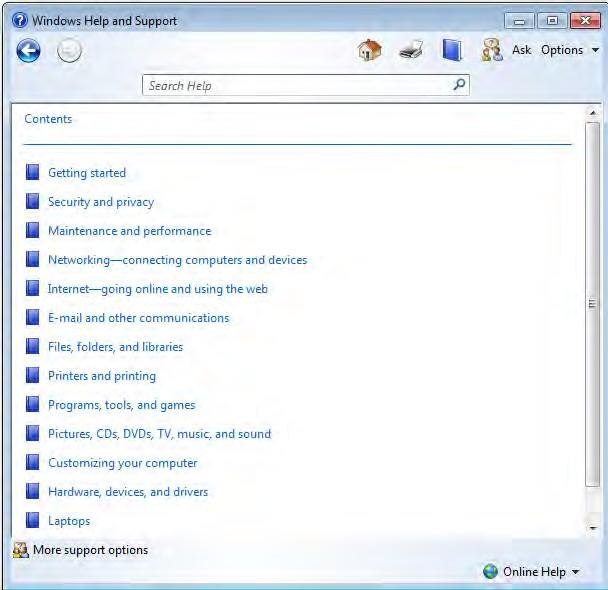 Windows Help and Support
Ask Options
Search Help
Contents
Getting started
Security and privacy
Maintenance and performance
Networking—connecting computers and devices
Internet—going online and using the web
E-mail and other communications
Files, folders, and libraries
Printers and printing
Programs, tools, and games
Pictures, CDs, DVDs, TV, music, and sound
Customizing your computer
Hardware, devices, and drivers
Laptops
More support options
Online Help